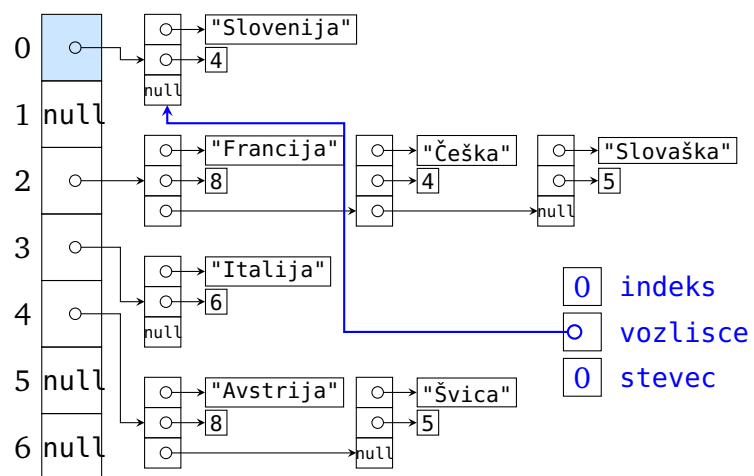 "Slovenija"
0
4
null
1 null
"Francija" "Češka" "Slovaška"
2 8 4 5
null
3
"Italija"
6
0 indeks
4 null
vozlisce
"Avstrija" "Švica"
0 stevec
5 null
8 5
6 null null